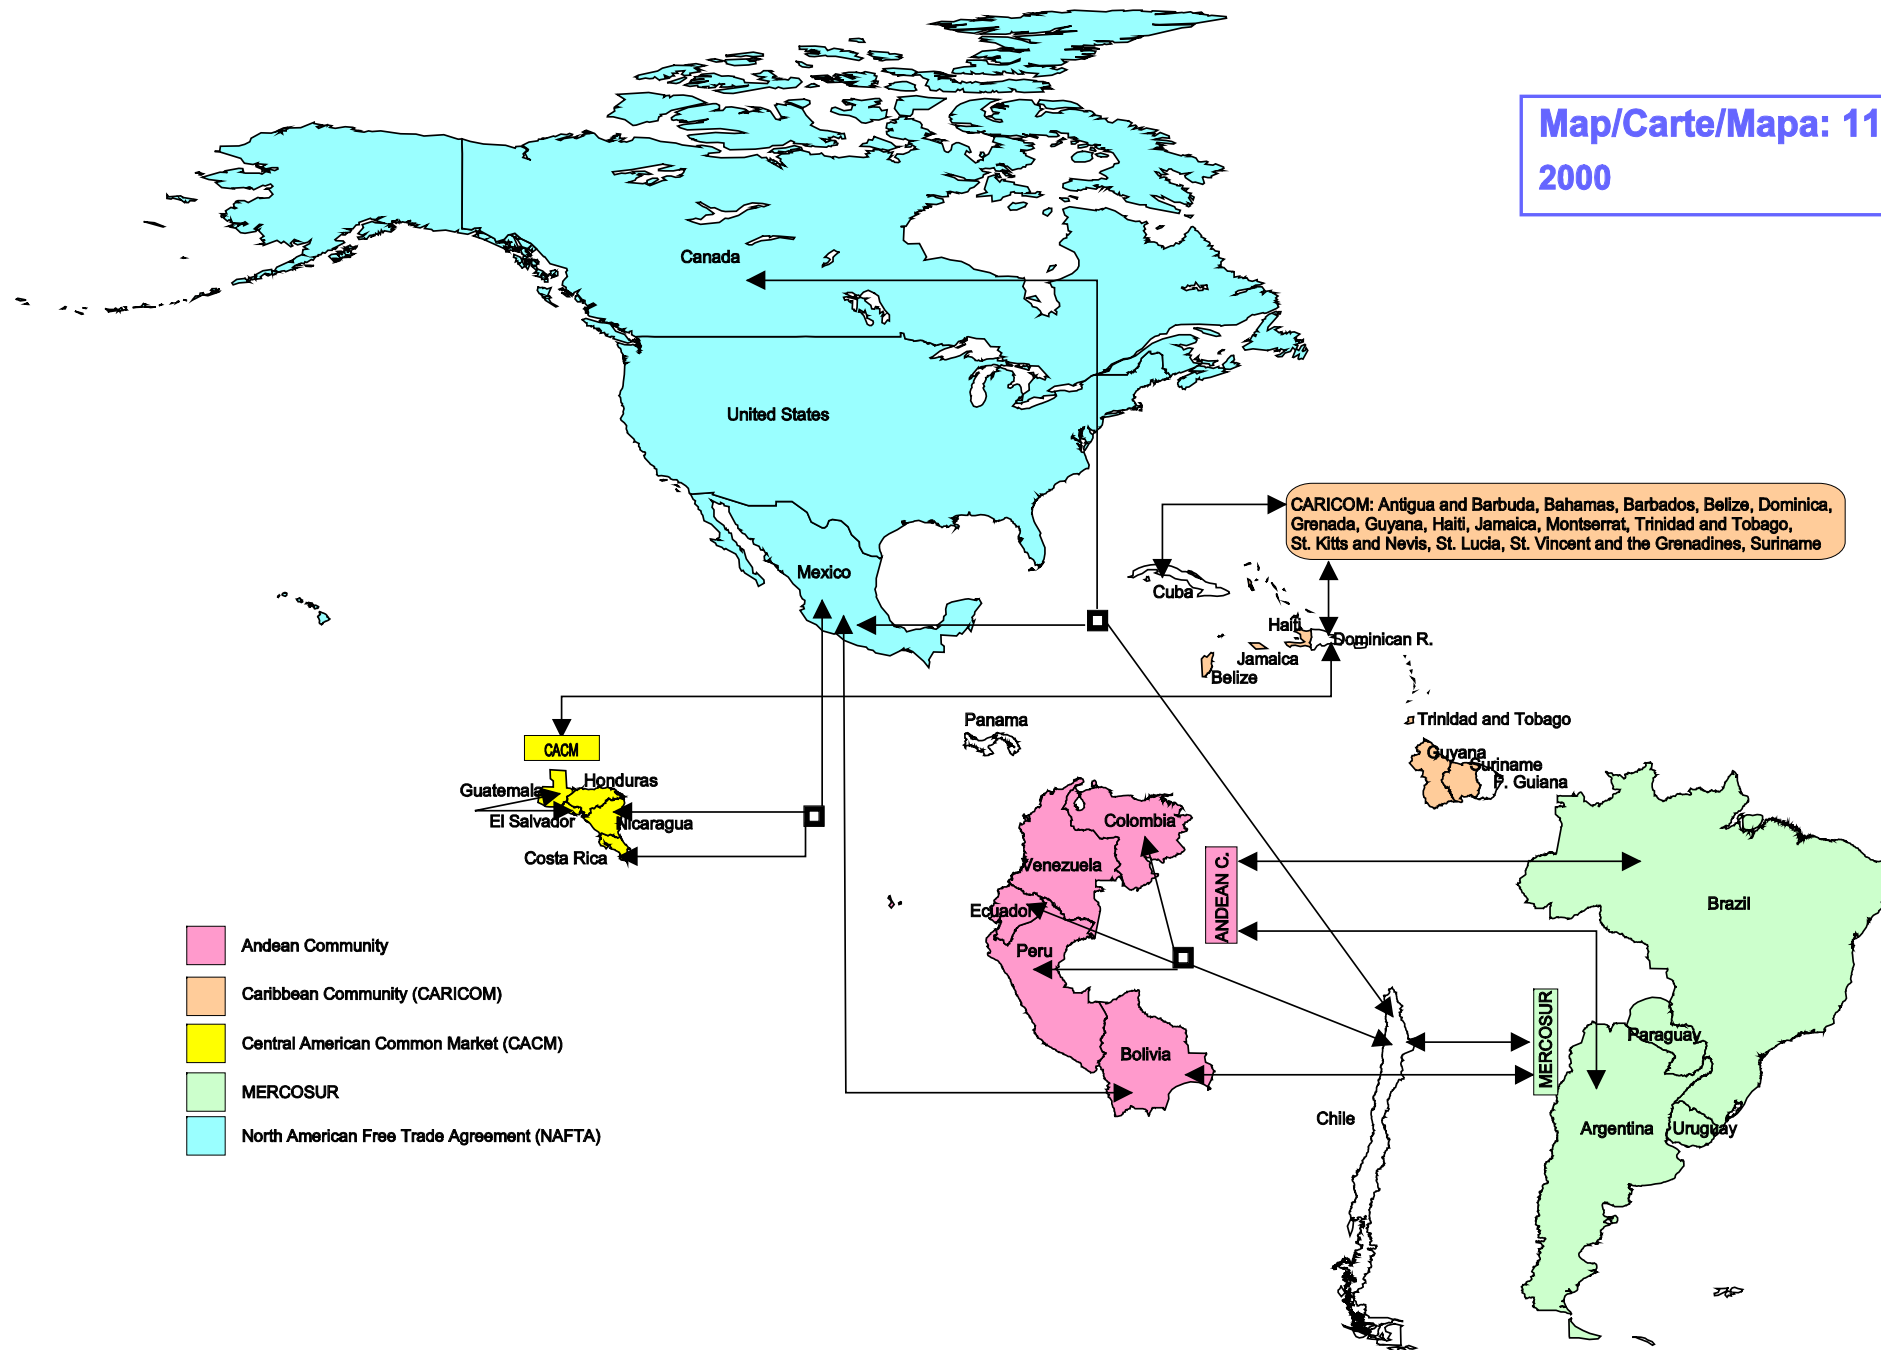 Map/Carte/Mapa: 11
2000
Canada
United States
CARICOM: Antigua and Barbuda, Bahamas, Barbados, Belize, Dominica,
Grenada, Guyana, Haiti, Jamaica, Montserrat, Trinidad and Tobago,
St. Kitts and Nevis, St. Lucia, St. Vincent and the Grenadines, Suriname
Mexico
Cuba
Haiti
Dominican R.
Jamaica
Belize
Panama
Trinidad and Tobago
CACM
Guyana
Suriname
F. Guiana
Honduras
Guatemala
El Salvador
Nicaragua
Costa Rica
Colombia
Venezuela
ANDEAN C.
Ecuador
Brazil
Peru
Andean Community
Caribbean Community (CARICOM)
Central American Common Market (CACM)
MERCOSUR
North American Free Trade Agreement (NAFTA)
MERCOSUR
Paraguay
Bolivia
Chile
Argentina
Uruguay